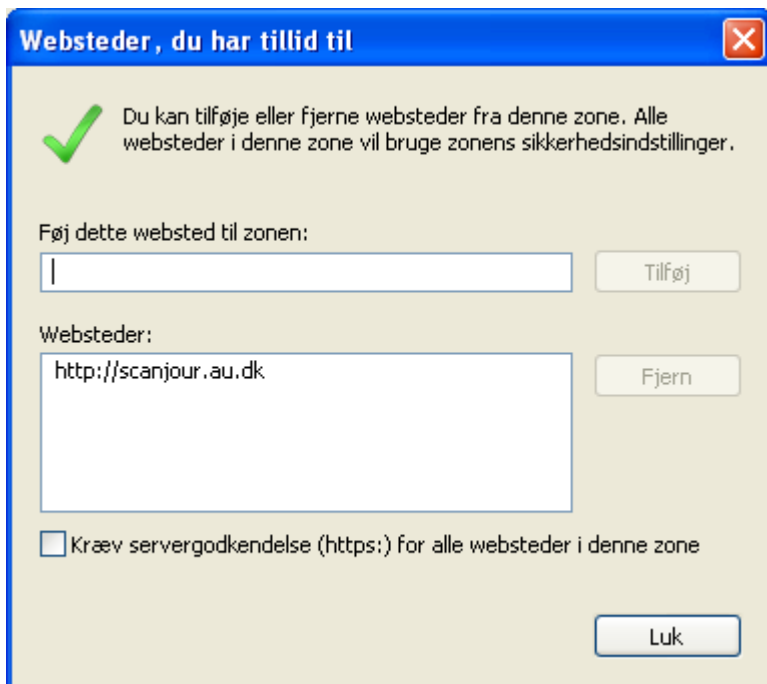 Websteder, du har tillid til
Du kan tilføje eller fjerne websteder fra denne zone. Alle
websteder i denne zone vil bruge zonens sikkerhedsindstillinger.
Føj dette websted til zonen:
Tilføj
Websteder:
http://scanjour.au.dk
Fjern
Kræv servergodkendelse (https:) for alle websteder i denne zone
Luk